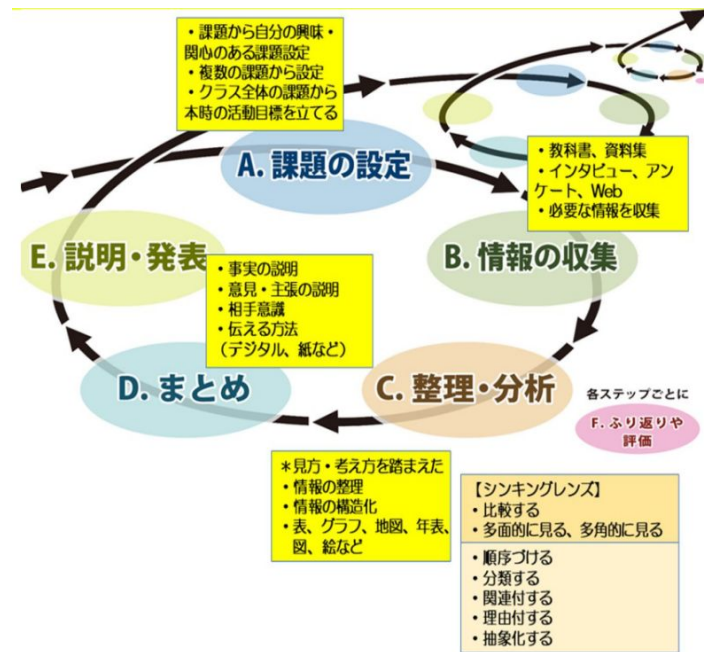 ・課題から自分の興味・
関心のある課題設定
・複数の課題から設定
・クラス全体の課題から
本時の活動目標を立てる
A. 課題の設定
・教科書、資料集
・インタビュー、アン
ケート、Web
・必要な情報を収集
B. 情報の収集
E. 説明・発表
・事実の説明
・意見・主張の説明
・相手意識
・伝える方法
（デジタル、紙など）
D. まとめ
C. 整理・分析
各ステップごとに
F. ふり返りや
評価
＊見方・考え方を踏まえた
・情報の整理
・情報の構造化
・表、グラフ、地図、年表、
図、絵など
【シンキングレンズ】
・比較する
・多面的に見る、多角的に見る
・順序づける
・分類する
・関連付する
・理由付する
・抽象化する